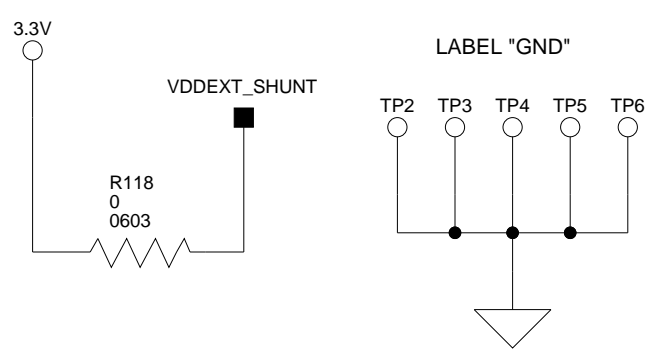 3.3V
VDDEXT_SHUNT
R118
0
0603
LABEL "GND"
TP2 TP3 TP4 TP5 TP6